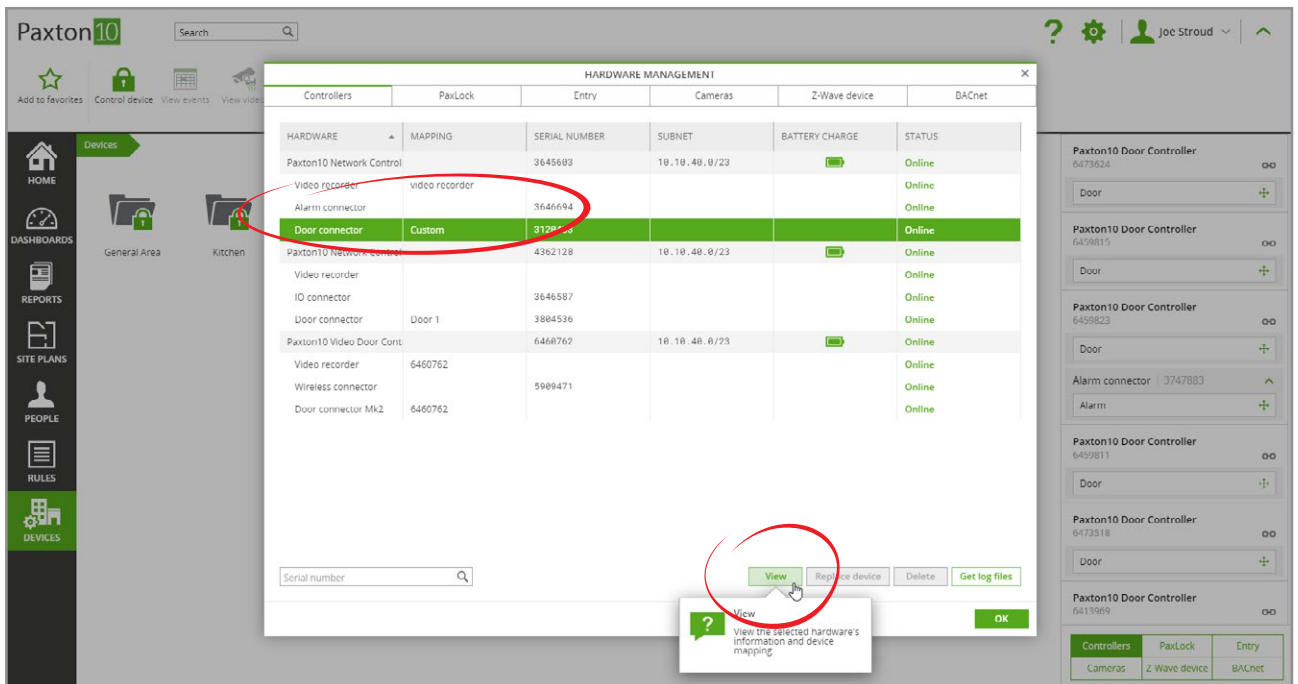 Paxton10
Search
? Joe Stroud
Add to favorites Control device View events
HARDWARE MANAGEMENT
Controllers PaxLock Entry Cameras Z-Wave device BACnet
HARDWARE MAPPING SERIAL NUMBER SUBNET BATTERY CHARGE STATUS
Paxton10 Network Control 3645603 10.10.40.0/23 Online
Video recorder video recorder Online
Alarm connector 3646694 Online
Door connector Custom Online
Paxton10 Network Control 4362128 10.10.40.0/23 Online
Video recorder Online
IO connector 3646587 Online
Door connector Door 1 3804536 Online
Paxton10 Video Door Cont 6460762 10.10.40.0/23 Online
Video recorder 6460762 Online
Wireless connector 5909471 Online
Door connector Mk2 6460762 Online
Serial number
View Replace device Delete Get log files
OK
?
View
View the selected hardware's
information and device
mapping
HOME
DASHBOARDS
REPORTS
SITE PLANS
PEOPLE
RULES
DEVICES
Devices
General Area Kitchen
Paxton10 Door Controller
6473624
Door
Paxton10 Door Controller
6459815
Door
Paxton10 Door Controller
6459823
Door
Alarm connector 3747883
Alarm
Paxton10 Door Controller
6459811
Door
Paxton10 Door Controller
6473518
Door
Paxton10 Door Controller
6413969
Controllers PaxLock Entry
Cameras Z-Wave device BACnet